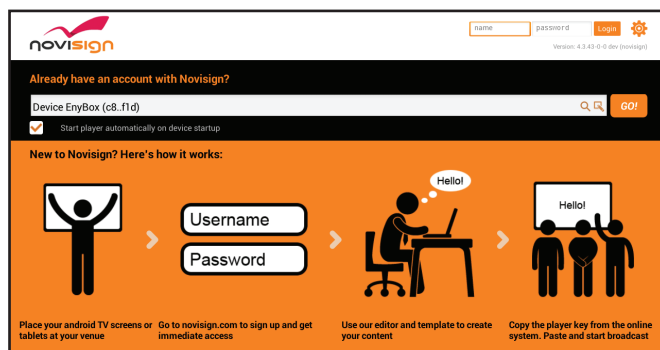 novisign
name
password
Login
Version: 4.3.43-0-0 dev (novisign)
Already have an account with Novisign?
Device EnyBox (c8..f1d)
GO!
Start player automatically on device startup
New to Novisign? Here's how it works:
Username
Password
Hello!
Hello!
Place your android TV screens or
tablets at your venue
Go to novisign.com to sign up and get
immediate access
Use our editor and template to create
your content
Copy the player key from the online
system. Paste and start broadcast